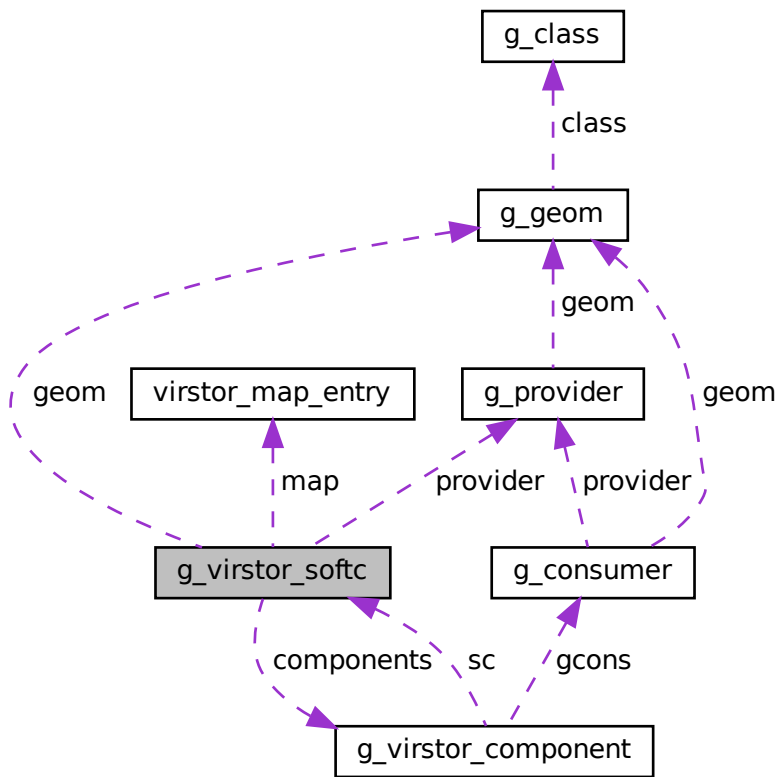 g_class
class
g_geom
geom
geom
virstor_map_entry
g_provider
geom
map
provider
provider
g_virstor_softc
g_consumer
components
sc
gcons
g_virstor_component